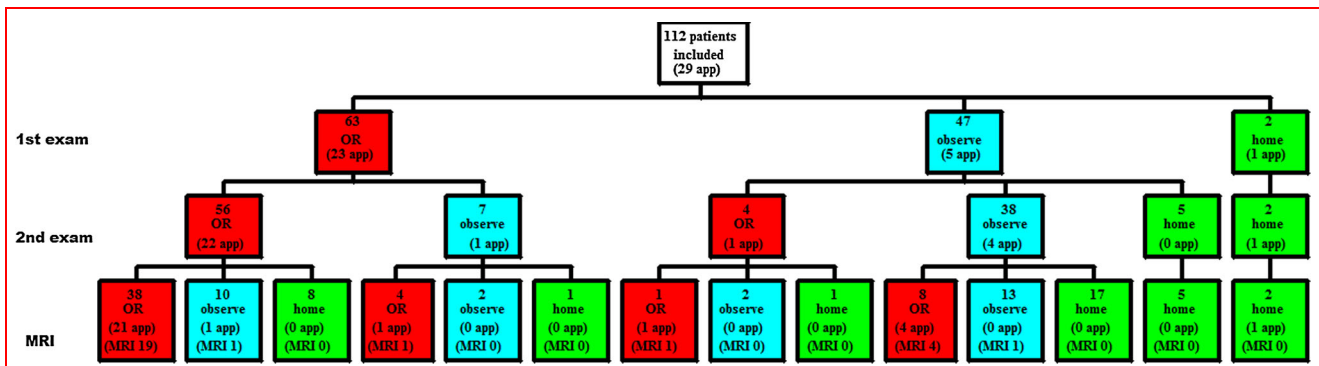 112 patients
included
(29 app)
1st exam
63
OR
(23 app)
47
observe
(5 app)
2
home
(1 app)
2nd exam
56
OR
(22 app)
7
observe
(1 app)
4
OR
(1 app)
38
observe
(4 app)
5
home
(0 app)
2
home
(1 app)
MRI
38
OR
(21 app)
(MRI 19)
10
observe
(1 app)
(MRI 1)
8
home
(0 app)
(MRI 0)
4
OR
(1 app)
(MRI 1)
2
observe
(0 app)
(MRI 0)
1
home
(0 app)
(MRI 0)
1
OR
(1 app)
(MRI 1)
2
observe
(0 app)
(MRI 0)
1
home
(0 app)
(MRI 0)
8
OR
(4 app)
(MRI 4)
13
observe
(0 app)
(MRI 1)
17
home
(0 app)
(MRI 0)
5
home
(0 app)
(MRI 0)
2
home
(1 app)
(MRI 0)